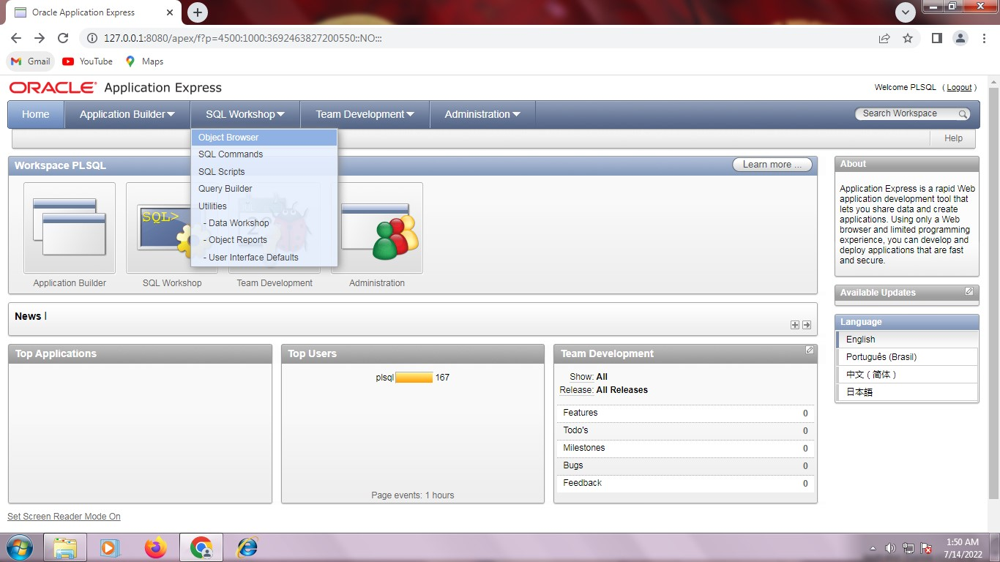 Oracle Application Express
127.0.0.1:8080/apex/f?p=4500:1000:3692463827200550::NO:::
Gmail YouTube Maps
ORACLE Application Express
Welcome PLSQL ( Logout )
Home Application Builder SQL Workshop Team Development Administration
Search Workspace
Help
Object Browser
SQL Commands
SQL Scripts
Query Builder
Utilities
- Data Workshop
- Object Reports
- User Interface Defaults
Workspace PLSQL
Learn more ...
SQL>
Application Builder
SQL Workshop
Team Development
Administration
About
Application Express is a rapid Web
application development tool that
lets you share data and create
applications. Using only a Web
browser and limited programming
experience, you can develop and
deploy applications that are fast
and secure.
Available Updates
Language
English
Português (Brasil)
中文 ( 简体 )
日本語
News |
Top Applications
Top Users
plsql 167
Page events: 1 hours
Team Development
Show: All
Release: All Releases
Features 0
Todo's 0
Milestones 0
Bugs 0
Feedback 0
Set Screen Reader Mode On
1:50 AM
7/14/2022